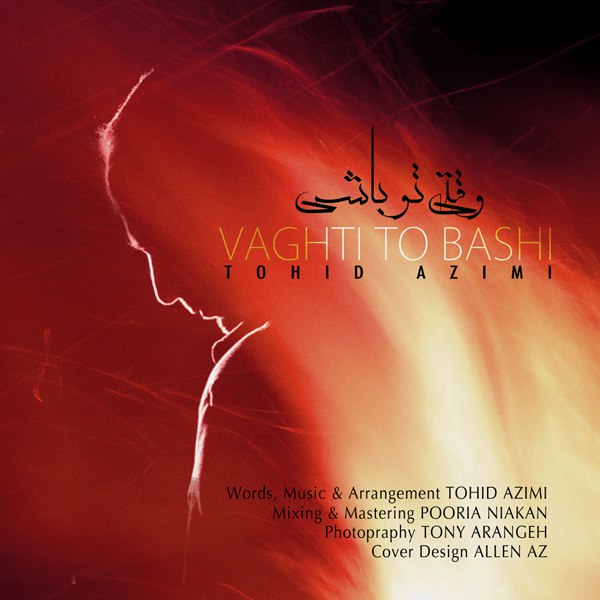 وقتی تو باشی
VAGHTI TO BASHI
TOHID AZIMI
Words, Music & Arrangement TOHID AZIMI
Mixing & Mastering POORIA NIAKAN
Photopraphy TONY ARANGEH
Cover Design ALLEN AZ